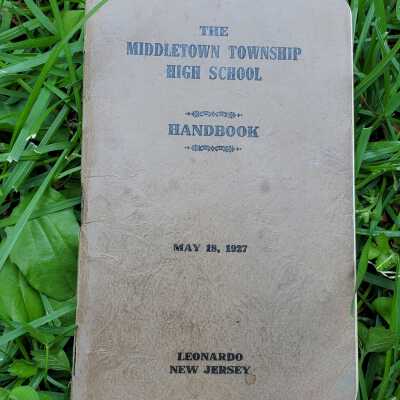 THE
MIDDLETOWN TOWNSHIP
HIGH SCHOOL
HANDBOOK
MAY 18, 1927
LEONARDO
NEW JERSEY